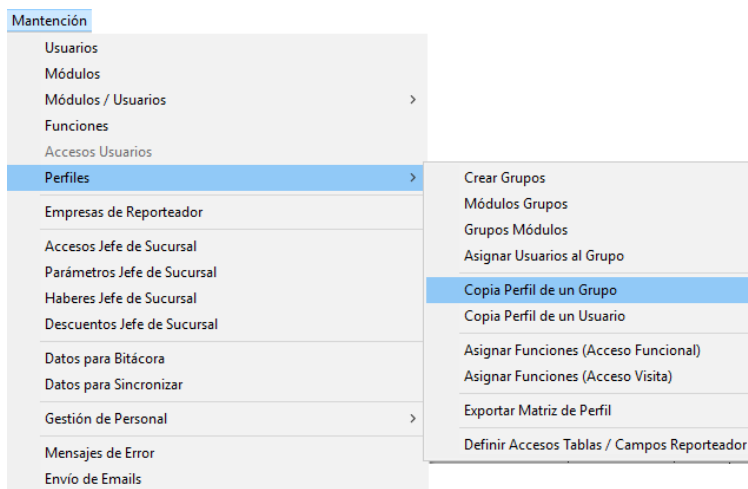 Mantención
Usuarios
Módulos
Módulos / Usuarios
Funciones
Accesos Usuarios
Perfiles
Empresas de Reporteador
Accesos Jefe de Sucursal
Parámetros Jefe de Sucursal
Haberes Jefe de Sucursal
Descuentos Jefe de Sucursal
Datos para Bitácora
Datos para Sincronizar
Gestión de Personal
Mensajes de Error
Envío de Emails
Crear Grupos
Módulos Grupos
Grupos Módulos
Asignar Usuarios al Grupo
Copia Perfil de un Grupo
Copia Perfil de un Usuario
Asignar Funciones (Acceso Funcional)
Asignar Funciones (Acceso Visita)
Exportar Matriz de Perfil
Definir Accesos Tablas / Campos Reporteador